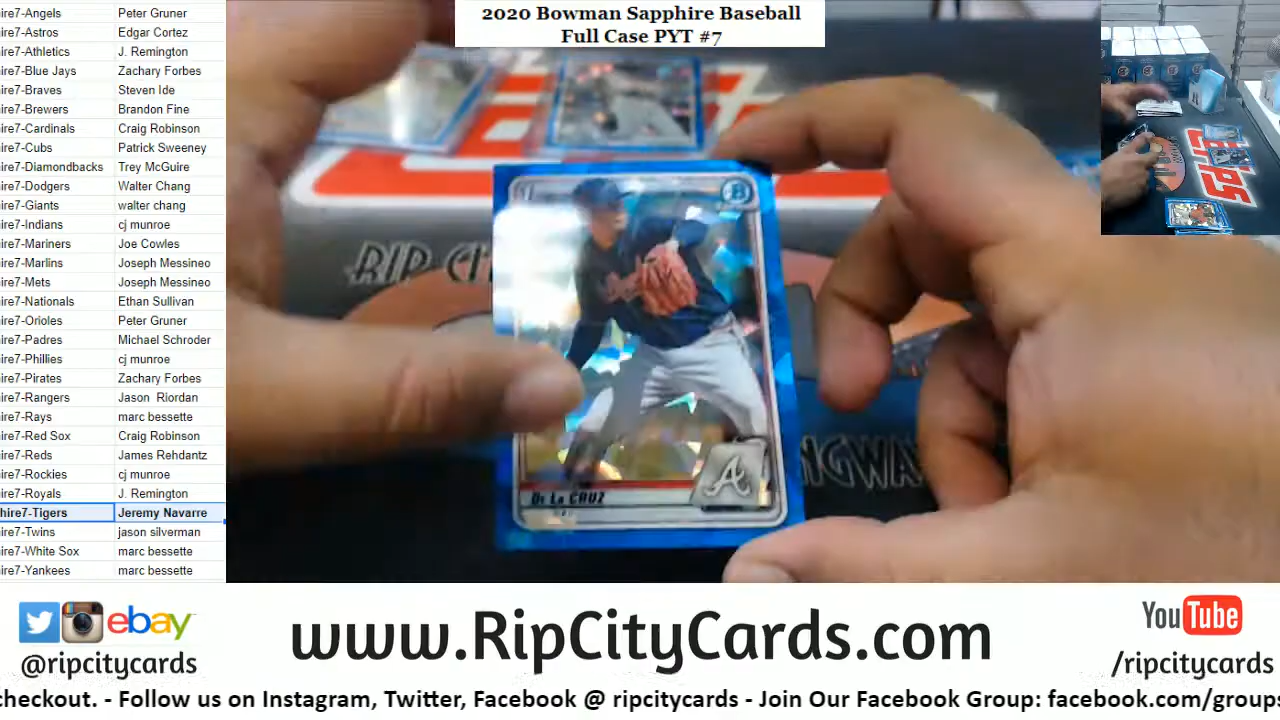 2020 Bowman Sapphire Baseball
Full Case PYT #7
ire7-Angels Peter Gruner
ire7-Astros Edgar Cortez
ire7-Athletics J. Remington
ire7-Blue Jays Zachary Forbes
ire7-Braves Steven Ide
ire7-Brewers Brandon Fine
ire7-Cardinals Craig Robinson
ire7-Cubs Patrick Sweeney
ire7-Diamondbacks Trey McGuire
ire7-Dodgers Walter Chang
ire7-Giants walter chang
ire7-Indians cj munroe
ire7-Mariners Joe Cowles
ire7-Marlins Joseph Messineo
ire7-Mets Joseph Messineo
ire7-Nationals Ethan Sullivan
ire7-Orioles Peter Gruner
ire7-Padres Michael Schroder
ire7-Phillies cj munroe
ire7-Pirates Zachary Forbes
ire7-Rangers Jason Riordan
ire7-Rays marc bessette
ire7-Red Sox Craig Robinson
ire7-Reds James Rehdantz
ire7-Rockies cj munroe
ire7-Royals J. Remington
hire7-Tigers Jeremy Navarre
ire7-Twins jason silverman
ire7-White Sox marc bessette
ire7-Yankees marc bessette
RIP CI
B
A
De La CRUZ
NGWA
IPS
ebay
@ripcitycards
www.RipCityCards.com
YouTube
/ripcitycards
checkout. - Follow us on Instagram, Twitter, Facebook @ ripcitycards - Join Our Facebook Group: facebook.com/groups